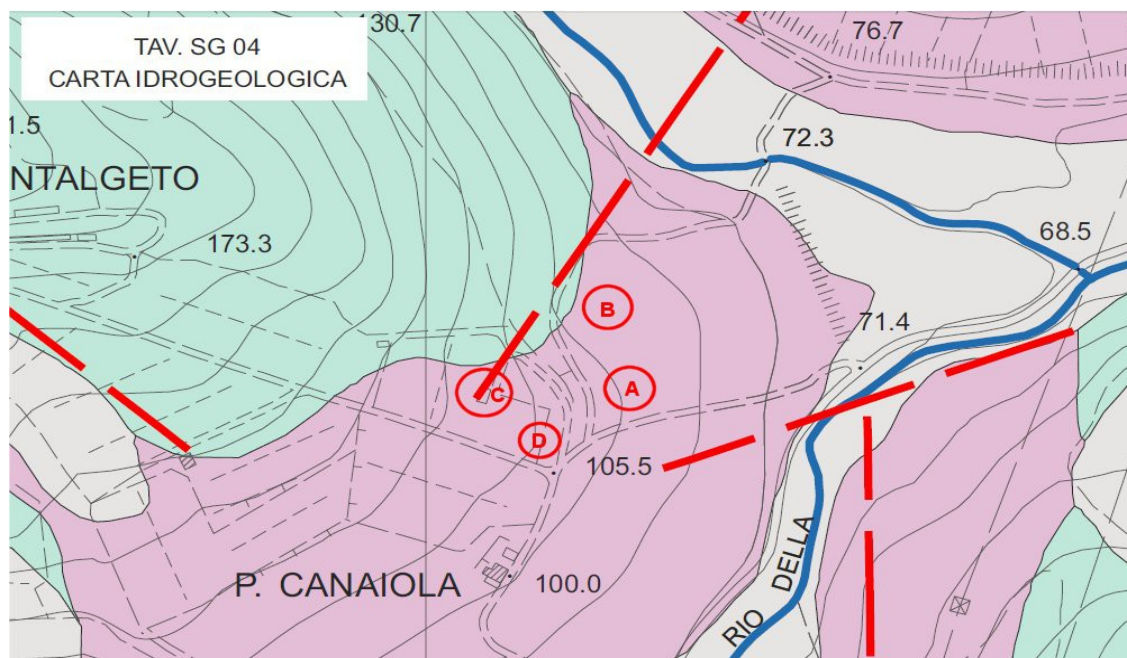 TAV. SG 04
CARTA IDROGEOLOGICA
130.7
76.7
1.5
72.3
NTALGETO
173.3
68.5
B
71.4
A
C
D
105.5
P. CANAIOLA
100.0
RIO DELLA